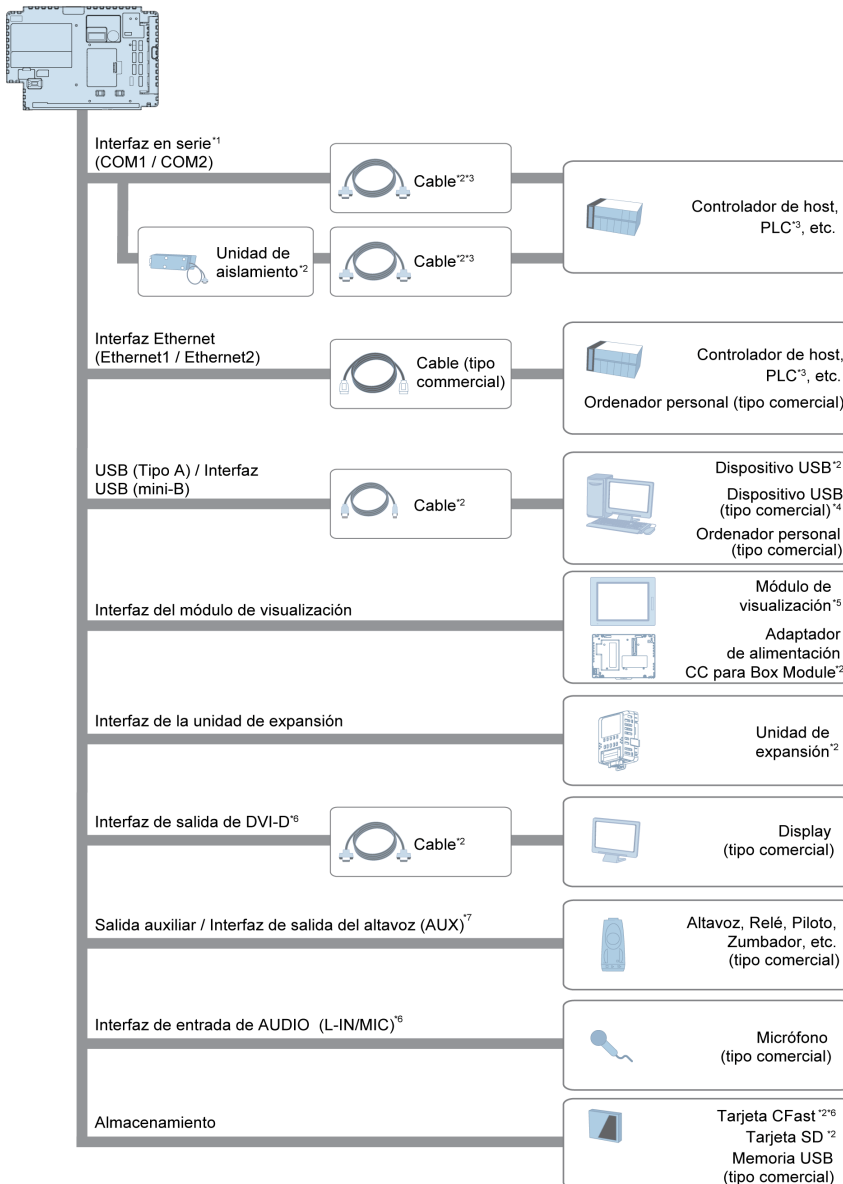 Interfaz en serie*1
(COM1 / COM2)
Cable*2*3
Controlador de host,
PLC*3, etc.
Unidad de
aislamiento*2
Cable*2*3
Interfaz Ethernet
(Ethernet1 / Ethernet2)
Cable (tipo
commercial)
Controlador de host,
PLC*3, etc.
Ordenador personal (tipo comercial)
USB (Tipo A) / Interfaz
USB (mini-B)
Cable*2
Dispositivo USB*2
Dispositivo USB
(tipo comercial)*4
Ordenador personal
(tipo comercial)
Interfaz del módulo de visualización
Módulo de
visualización*5
Adaptador
de alimentación
CC para Box Module*2
Interfaz de la unidad de expansión
Unidad de
expansión*2
Interfaz de salida de DVI-D*6
Cable*2
Display
(tipo comercial)
Salida auxiliar / Interfaz de salida del altavoz (AUX)*7
Altavoz, Relé, Piloto,
Zumbador, etc.
(tipo comercial)
Interfaz de entrada de AUDIO (L-IN/MIC)*6
Micrófono
(tipo comercial)
Almacenamiento
Tarjeta CFast*2*6
Tarjeta SD*2
Memoria USB
(tipo comercial)